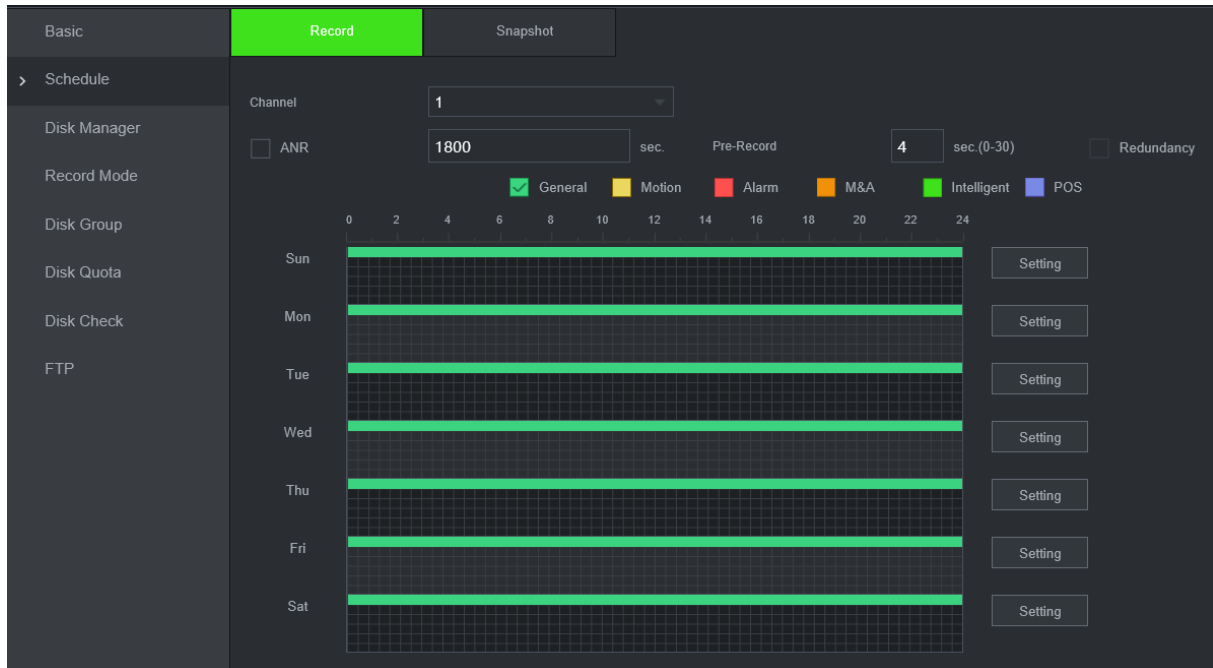 Basic
Schedule
Disk Manager
Record Mode
Disk Group
Disk Quota
Disk Check
FTP
Record Snapshot
Channel 1
ANR 1800 sec. Pre-Record 4 sec.(0-30) Redundancy
General Motion Alarm M&A Intelligent POS
0 2 4 6 8 10 12 14 16 18 20 22 24
Sun Setting
Mon Setting
Tue Setting
Wed Setting
Thu Setting
Fri Setting
Sat Setting